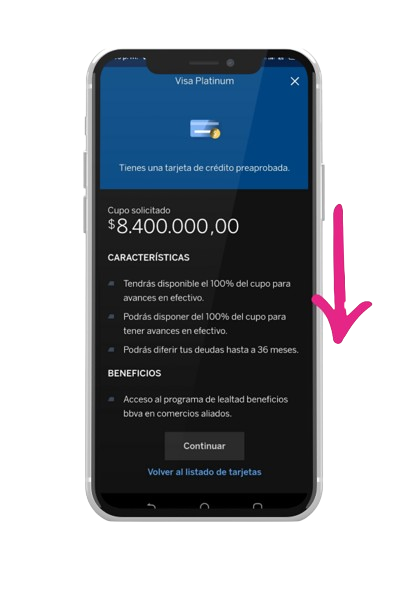 Visa Platinum
Tienes una tarjeta de crédito preaprobada.
Cupo solicitado
$8.400.000,00
CARACTERÍSTICAS
Tendrás disponible el 100% del cupo para
avances en efectivo.
Podrás disponer del 100% del cupo para
tener avances en efectivo.
Podrás diferir tus deudas hasta a 36 meses.
BENEFICIOS
Acceso al programa de lealtad beneficios
bbva en comercios aliados.
Continuar
Volver al listado de tarjetas